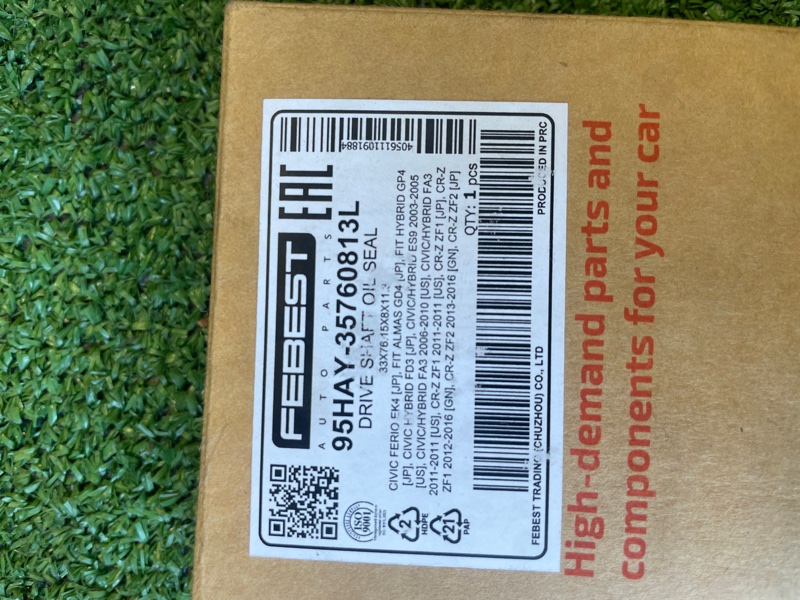 FEBEST
EAC
4056111091884
AUTO PARTS
95HAY-35760813L
DRIVE SHAFT OIL SEAL
33X76.15X8X11.3
CIVIC FERIO EK4 [JP], FIT ALMAS GD4 [JP], FIT HYBRID GP4
[JP], CIVIC HYBRID FD3 [JP], CIVIC/HYBRID ES9 2003-2005
[US], CIVIC/HYBRID FA3 2006-2010 [US], CIVIC/HYBRID FA3
2011-2011 [US], CR-Z ZF1 2011-2011 [US], CR-Z ZF1 [JP], CR-Z
ZF1 2012-2016 [GN], CR-Z ZF2 2013-2016 [GN], CR-Z ZF2 [JP]
QTY: 1 pcs
ISO
9001
2
HDPE
21
PAP
FEBEST TRADING (CHUZHOU) CO., LTD
PRODUCED IN PRC
High-demand parts and
components for your car